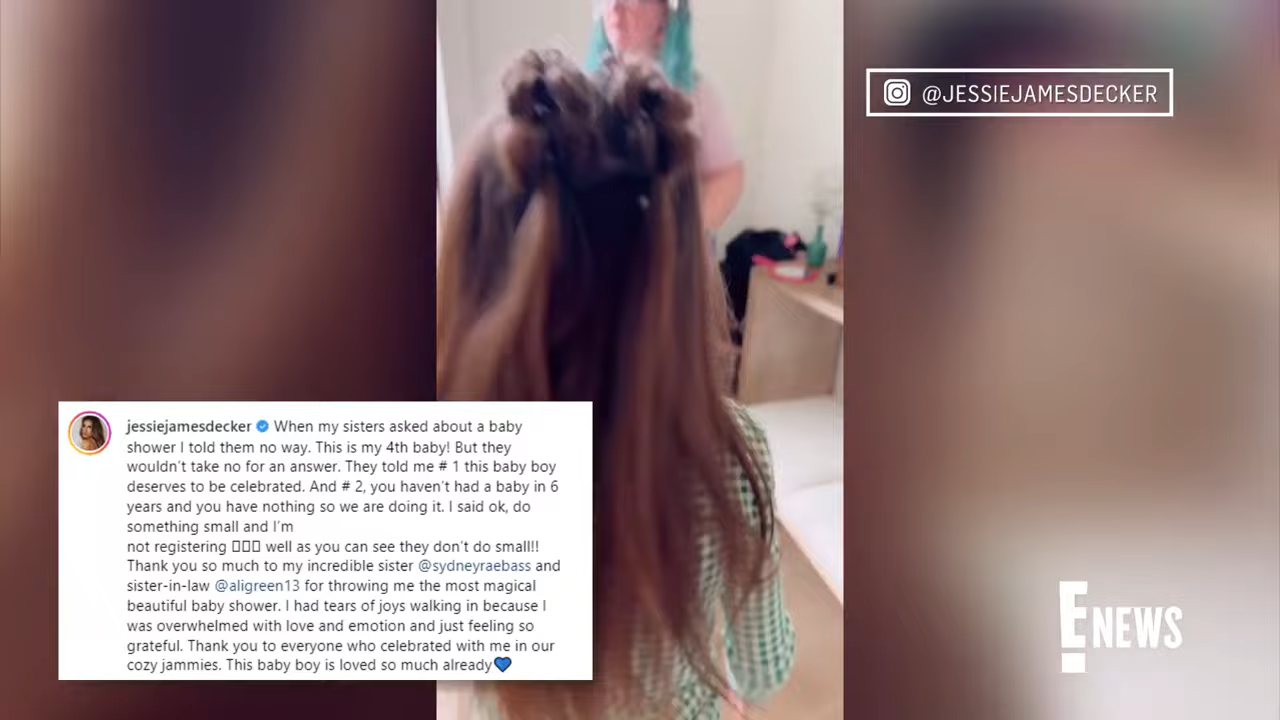 @JESSIEJAMESDECKER
jessiejamesdecker When my sisters asked about a baby
shower I told them no way. This is my 4th baby! But they
wouldn't take no for an answer. They told me # 1 this baby boy
deserves to be celebrated. And # 2, you haven't had a baby in 6
years and you have nothing so we are doing it. I said ok, do
something small and I'm
not registering □□□ well as you can see they don't do small!!
Thank you so much to my incredible sister @sydneyraebass and
sister-in-law @aligreen13 for throwing me the most magical
beautiful baby shower. I had tears of joys walking in because I
was overwhelmed with love and emotion and just feeling so
grateful. Thank you to everyone who celebrated with me in our
cozy jammies. This baby boy is loved so much already💙
E NEWS